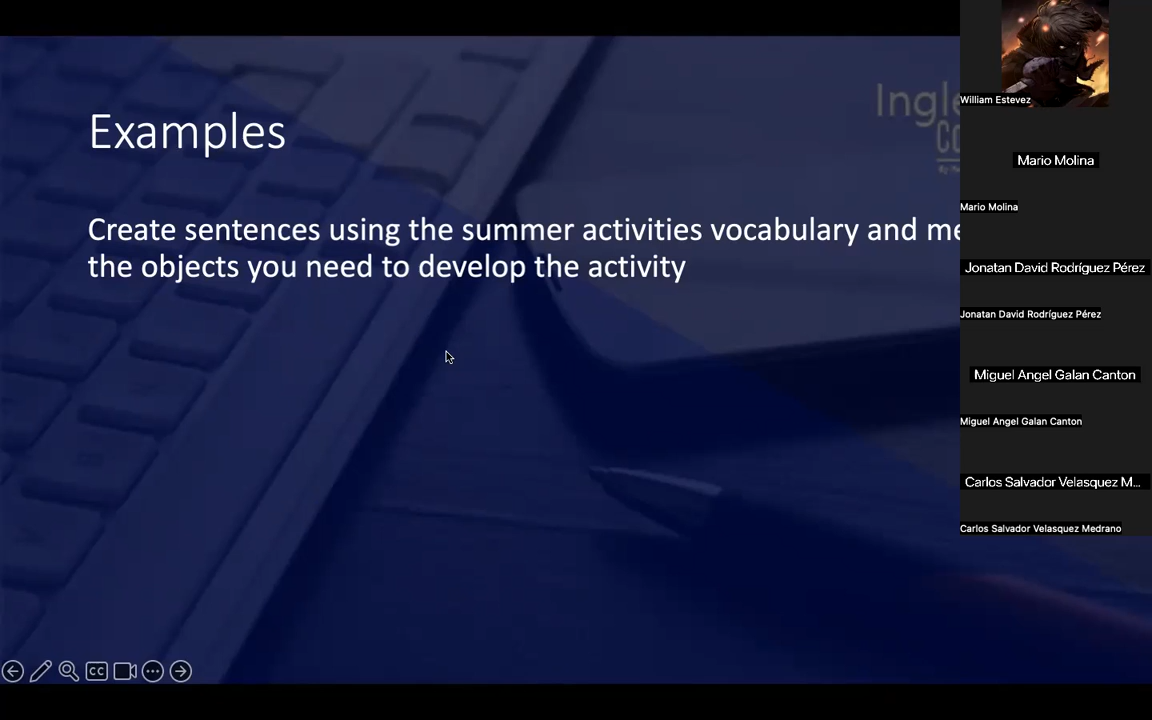 Examples
Create sentences using the summer activities vocabulary and me
the objects you need to develop the activity
Ingle
William Estevez
Mario Molina
Mario Molina
Jonatan David Rodríguez Pérez
Jonatan David Rodríguez Pérez
Miguel Angel Galan Canton
Miguel Angel Galan Canton
Carlos Salvador Velasquez M...
Carlos Salvador Velasquez Medrano
CC